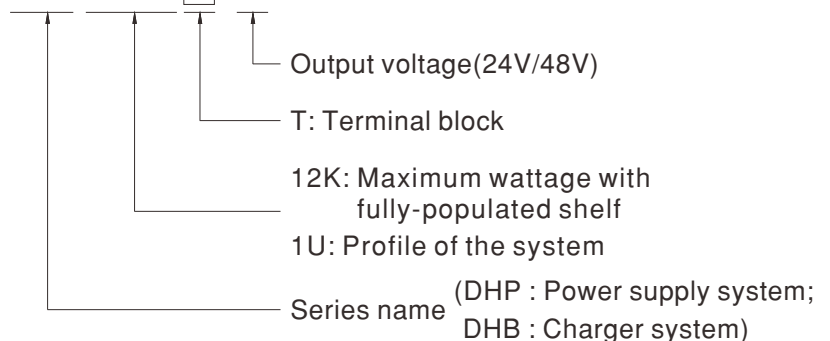 Output voltage(24V/48V)
T: Terminal block
12K: Maximum wattage with
fully-populated shelf
1U: Profile of the system
Series name (DHP : Power supply system;
DHB : Charger system)